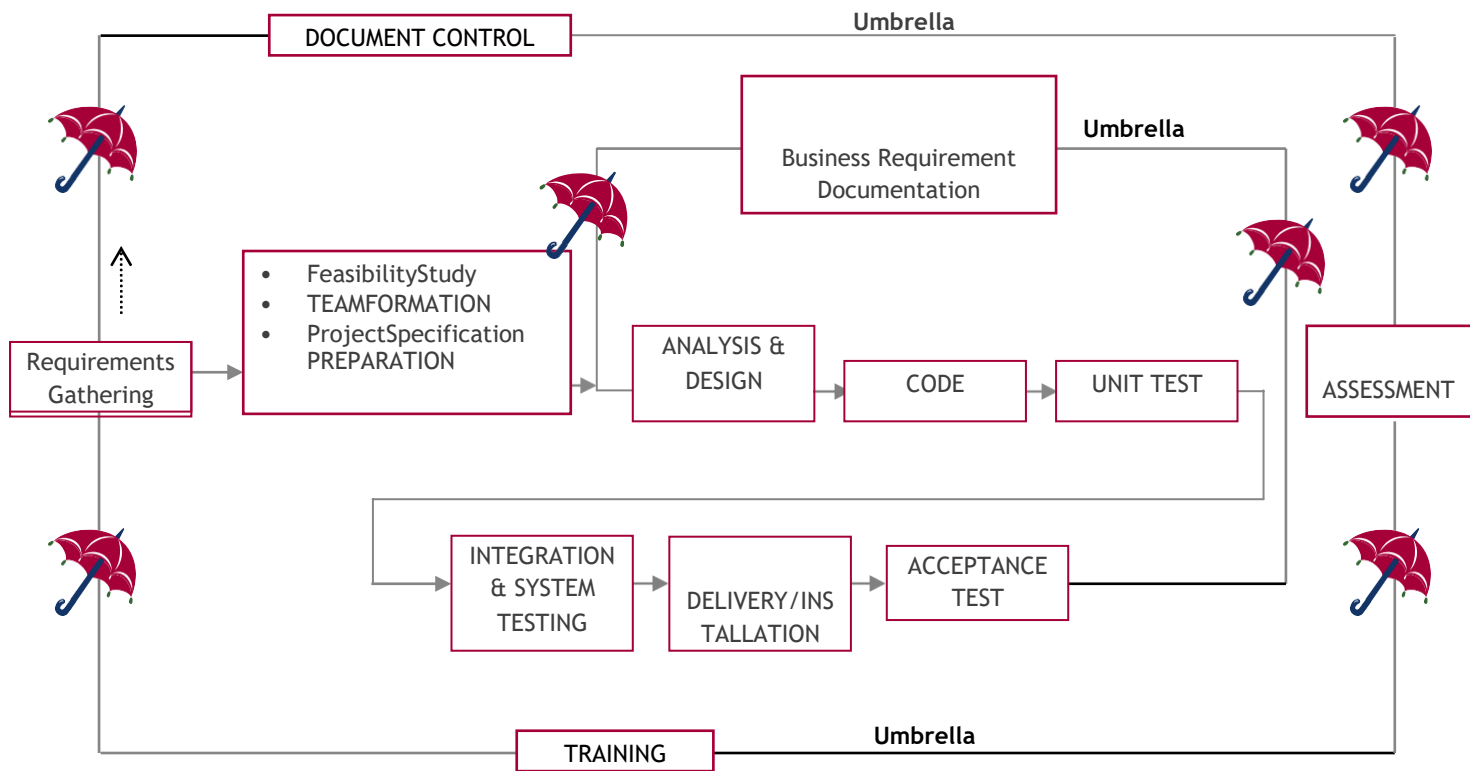 Umbrella
DOCUMENT CONTROL
Umbrella
Business Requirement
Documentation
• FeasibilityStudy
• TEAMFORMATION
• ProjectSpecification
PREPARATION
Requirements
Gathering
ANALYSIS &
DESIGN
CODE
UNIT TEST
ASSESSMENT
INTEGRATION
& SYSTEM
TESTING
DELIVERY/INS
TALLATION
ACCEPTANCE
TEST
Umbrella
TRAINING